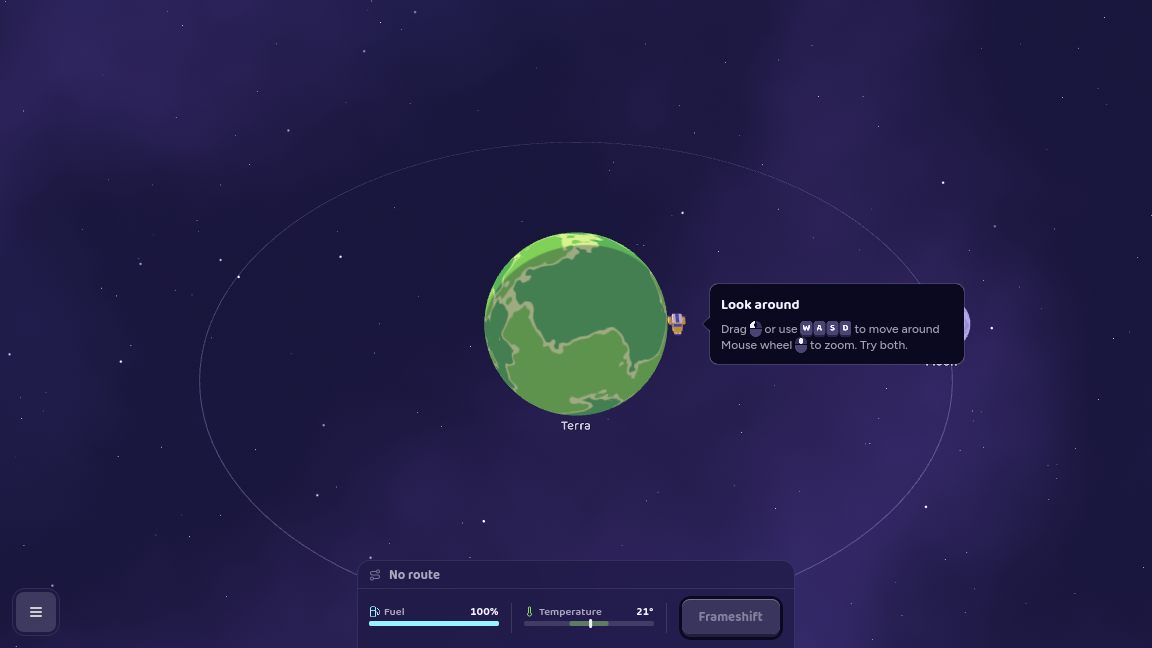 Look around
Drag or use W A S D to move around
Mouse wheel to zoom. Try both.
Terra
No route
Fuel 100%
Temperature 21°
Frameshift